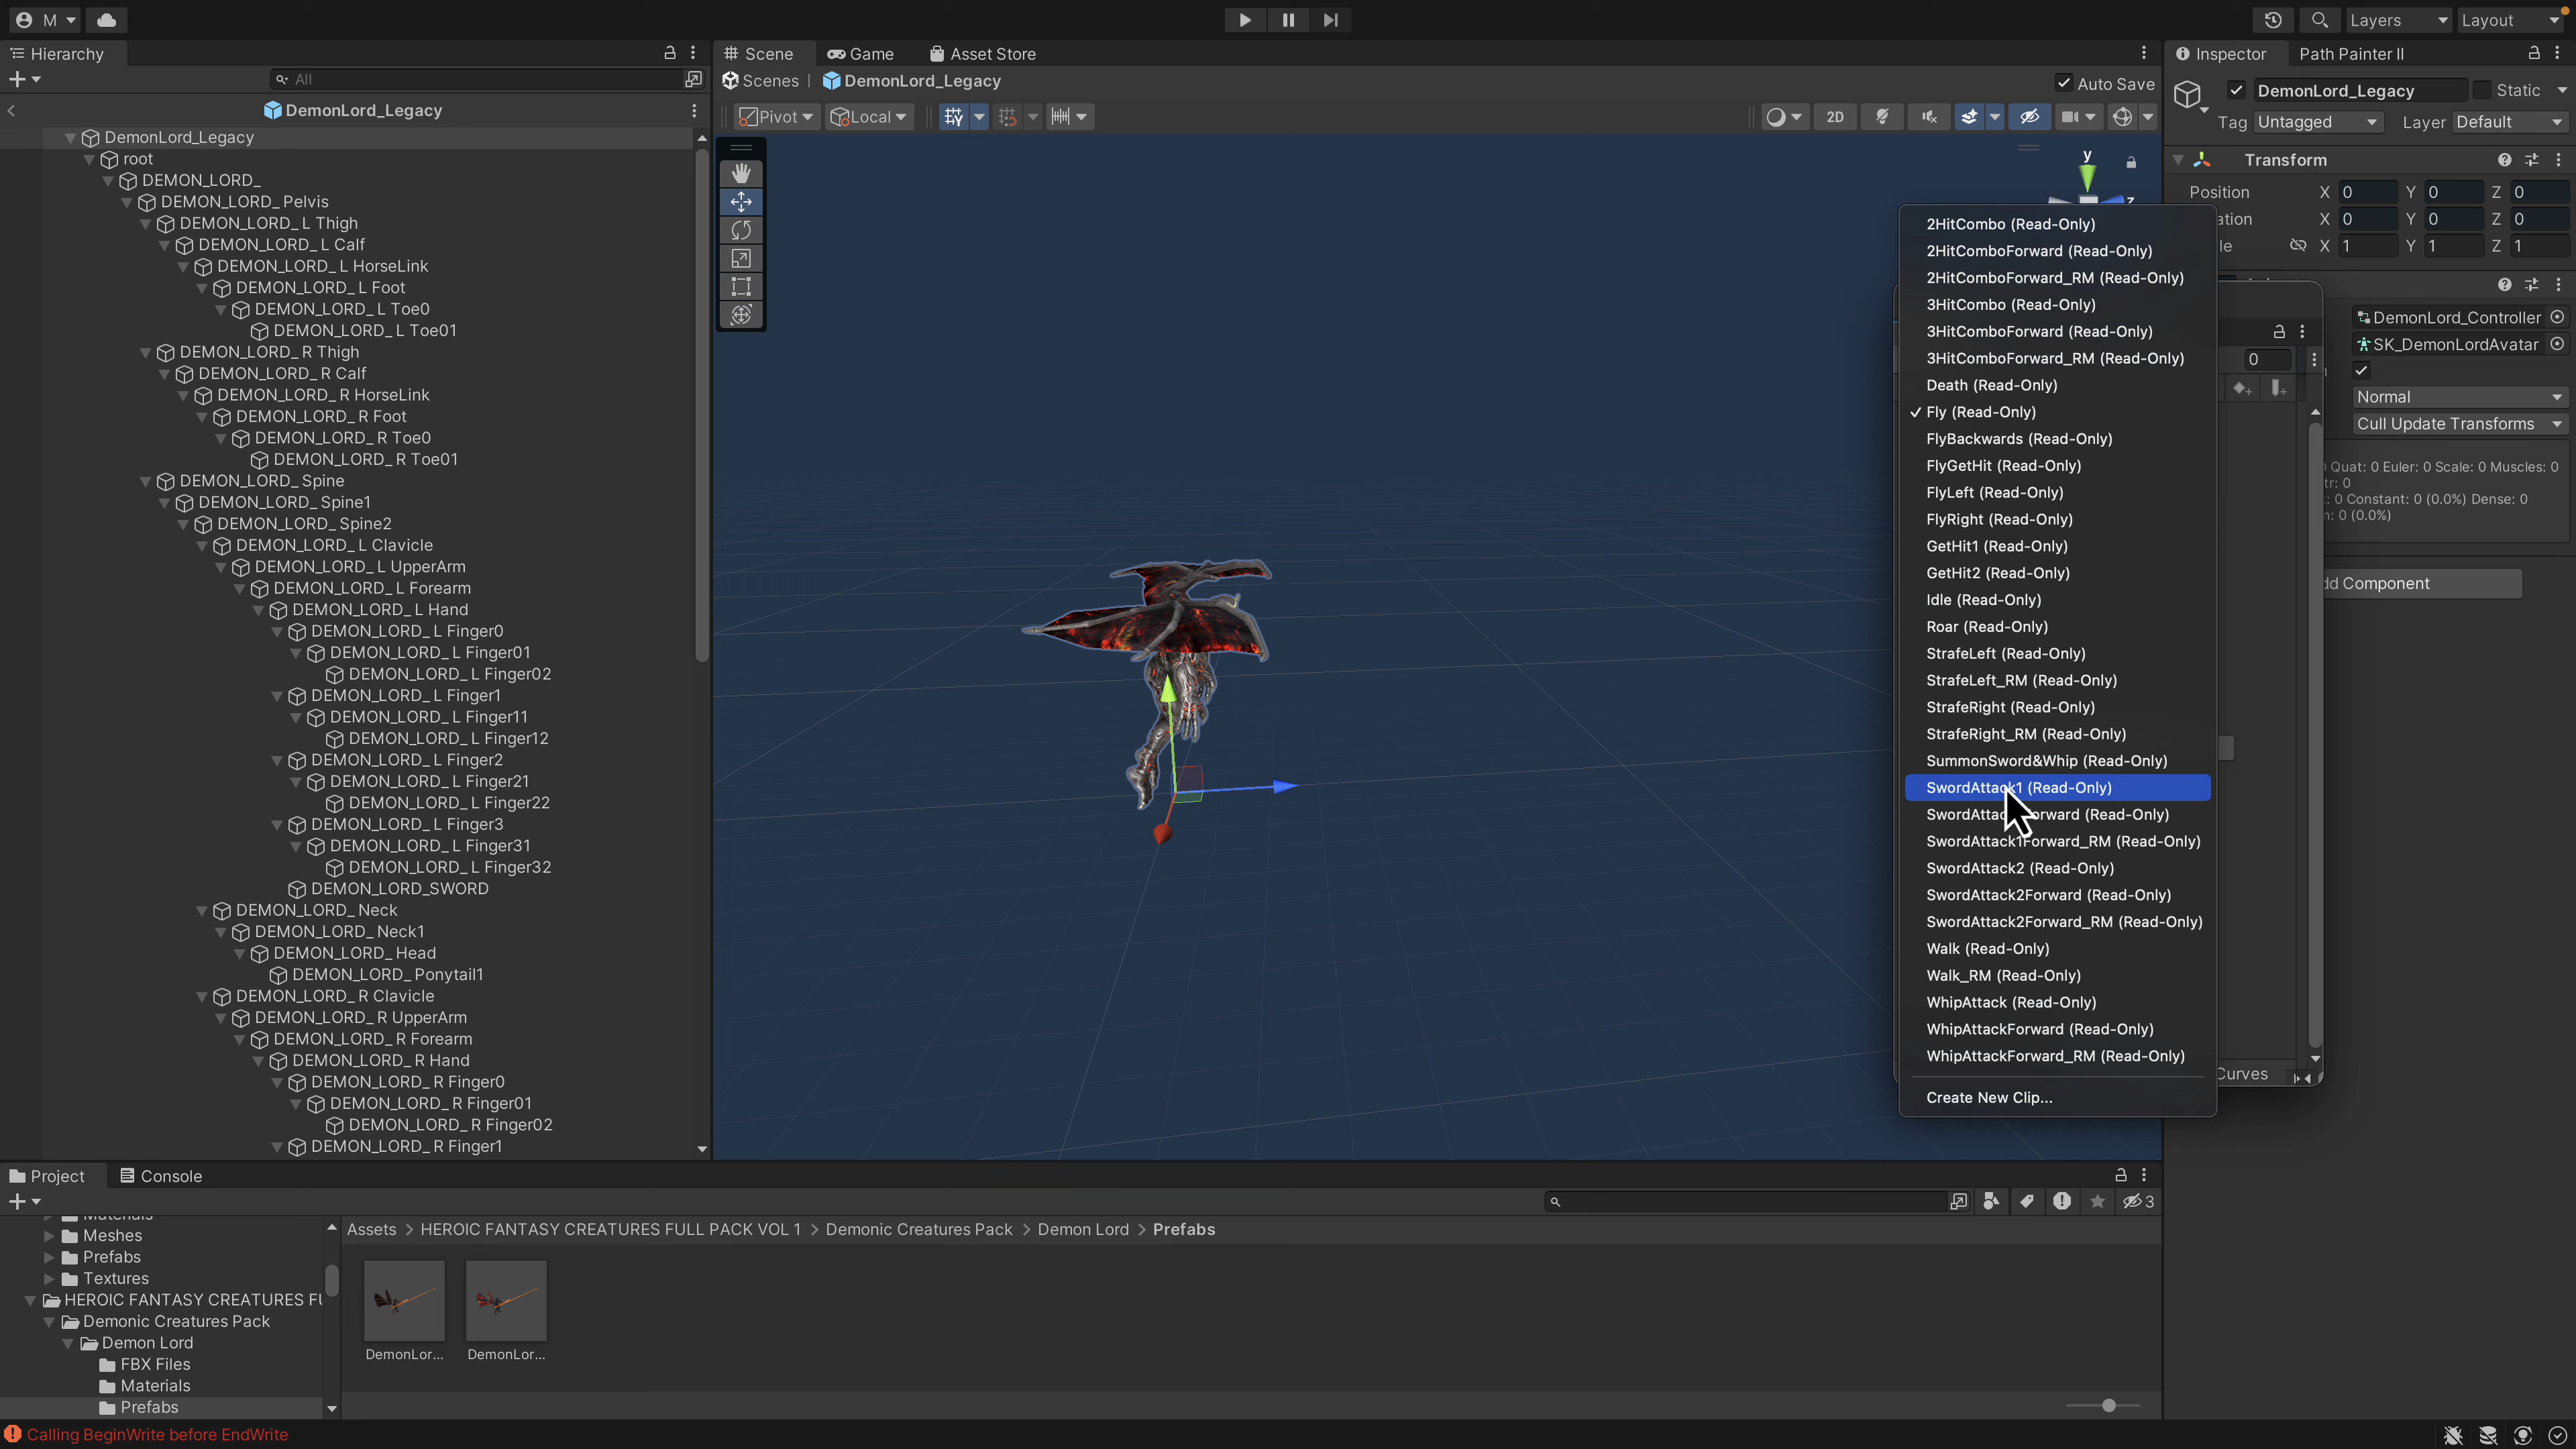 M
Layers
Layout
Hierarchy
All
DemonLord_Legacy
DemonLord_Legacy
root
DEMON_LORD_
DEMON_LORD_ Pelvis
DEMON_LORD_ L Thigh
DEMON_LORD_ L Calf
DEMON_LORD_ L HorseLink
DEMON_LORD_ L Foot
DEMON_LORD_ L Toe0
DEMON_LORD_ L Toe01
DEMON_LORD_ R Thigh
DEMON_LORD_ R Calf
DEMON_LORD_ R HorseLink
DEMON_LORD_ R Foot
DEMON_LORD_ R Toe0
DEMON_LORD_ R Toe01
DEMON_LORD_ Spine
DEMON_LORD_ Spine1
DEMON_LORD_ Spine2
DEMON_LORD_ L Clavicle
DEMON_LORD_ L UpperArm
DEMON_LORD_ L Forearm
DEMON_LORD_ L Hand
DEMON_LORD_ L Finger0
DEMON_LORD_ L Finger01
DEMON_LORD_ L Finger02
DEMON_LORD_ L Finger1
DEMON_LORD_ L Finger11
DEMON_LORD_ L Finger12
DEMON_LORD_ L Finger2
DEMON_LORD_ L Finger21
DEMON_LORD_ L Finger22
DEMON_LORD_ L Finger3
DEMON_LORD_ L Finger31
DEMON_LORD_ L Finger32
DEMON_LORD_SWORD
DEMON_LORD_ Neck
DEMON_LORD_ Neck1
DEMON_LORD_ Head
DEMON_LORD_ Ponytail1
DEMON_LORD_ R Clavicle
DEMON_LORD_ R UpperArm
DEMON_LORD_ R Forearm
DEMON_LORD_ R Hand
DEMON_LORD_ R Finger0
DEMON_LORD_ R Finger01
DEMON_LORD_ R Finger02
DEMON_LORD_ R Finger1
Scene Game Asset Store
Scenes | DemonLord_Legacy
Auto Save
Pivot Local 2D
y
z
2HitCombo (Read-Only)
2HitComboForward (Read-Only)
2HitComboForward_RM (Read-Only)
3HitCombo (Read-Only)
3HitComboForward (Read-Only)
3HitComboForward_RM (Read-Only)
Death (Read-Only)
✓ Fly (Read-Only)
FlyBackwards (Read-Only)
FlyGetHit (Read-Only)
FlyLeft (Read-Only)
FlyRight (Read-Only)
GetHit1 (Read-Only)
GetHit2 (Read-Only)
Idle (Read-Only)
Roar (Read-Only)
StrafeLeft (Read-Only)
StrafeLeft_RM (Read-Only)
StrafeRight (Read-Only)
StrafeRight_RM (Read-Only)
SummonSword&Whip (Read-Only)
SwordAttack1 (Read-Only)
(Read-Only)
SwordAttack1Forward_RM (Read-Only)
SwordAttack2 (Read-Only)
SwordAttack2Forward (Read-Only)
SwordAttack2Forward_RM (Read-Only)
Walk (Read-Only)
Walk_RM (Read-Only)
WhipAttack (Read-Only)
WhipAttackForward (Read-Only)
WhipAttackForward_RM (Read-Only)
Create New Clip...
0
Curves
Inspector Path Painter II
DemonLord_Legacy Static
Tag Untagged Layer Default
Transform
Position X 0 Y 0 Z 0
X 0 Y 0 Z 0
X 1 Y 1 Z 1
DemonLord_Controller
SK_DemonLordAvatar
Normal
Cull Update Transforms
Quat: 0 Euler: 0 Scale: 0 Muscles: 0
0
0 Constant: 0 (0.0%) Dense: 0
0 (0.0%)
Component
Project Console
3
Meshes
Prefabs
Textures
HEROIC FANTASY CREATURES
Demonic Creatures Pack
Demon Lord
FBX Files
Materials
Prefabs
Assets > HEROIC FANTASY CREATURES FULL PACK VOL 1 > Demonic Creatures Pack > Demon Lord > Prefabs
DemonLor... DemonLor...
Calling BeginWrite before EndWrite